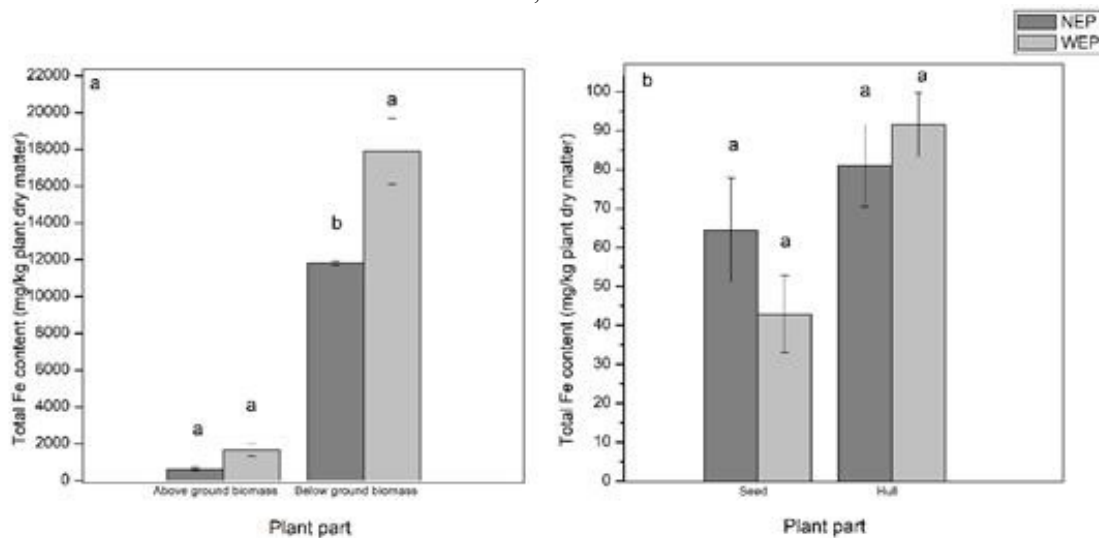 NEP
WEP
a
22000
20000
18000
16000
14000
12000
10000
8000
6000
4000
2000
0
Total Fe content (mg/kg plant dry matter)
a
a
b
a
Above ground biomass
Below ground biomass
Plant part
b
100
90
80
70
60
50
40
30
20
10
0
Total Fe content (mg/kg plant dry matter)
a
a
a
a
Seed
Hull
Plant part